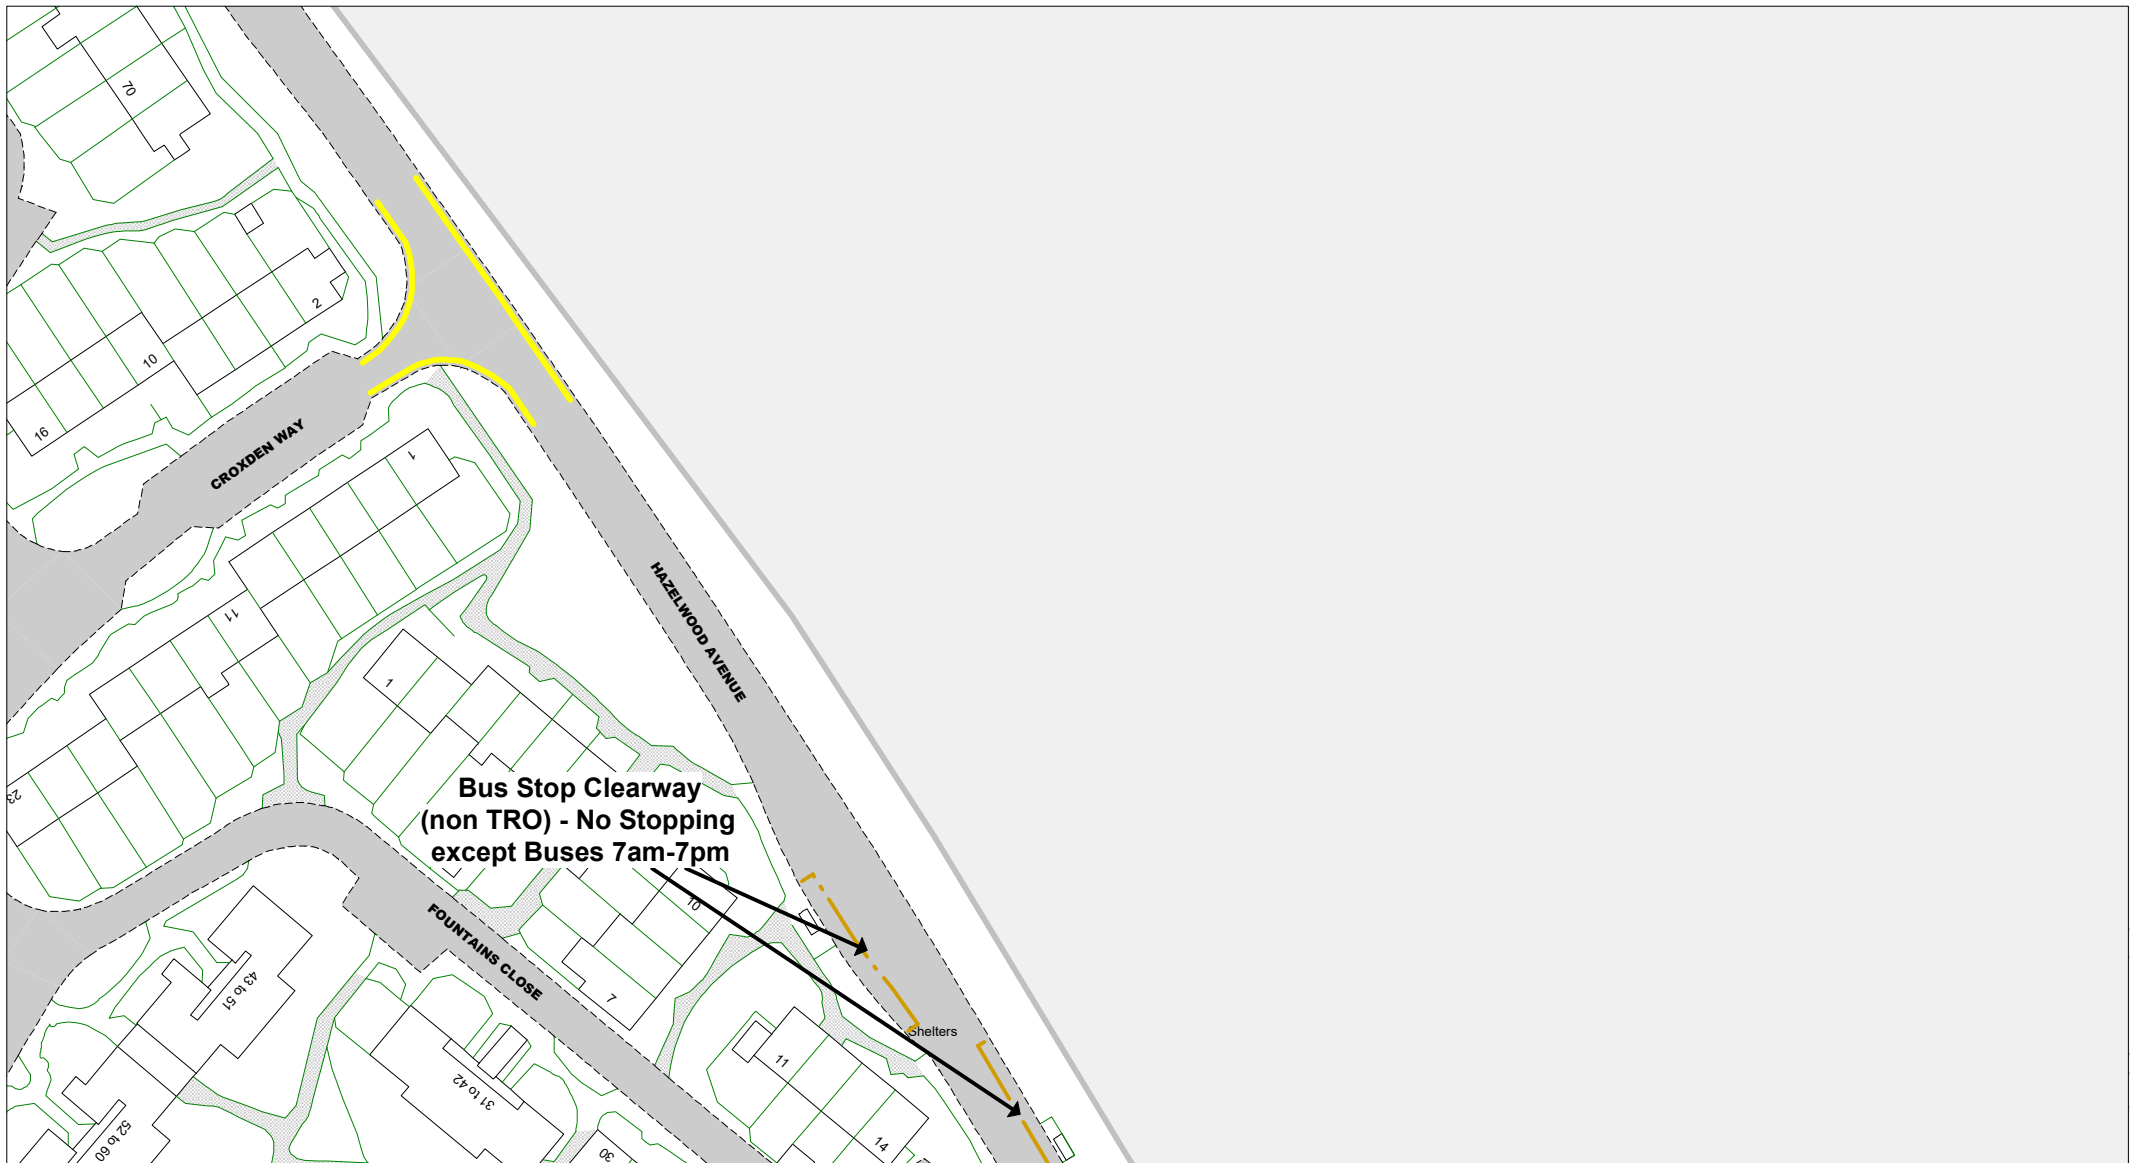 70
2
10
16
CROXDEN WAY
1
11
HAZELWOOD AVENUE
1
23
Bus Stop Clearway
(non TRO) - No Stopping
except Buses 7am-7pm
10
FOUNTAINS CLOSE
7
43 to 51
Shelters
11
31 to 42
14
52 to 60
30